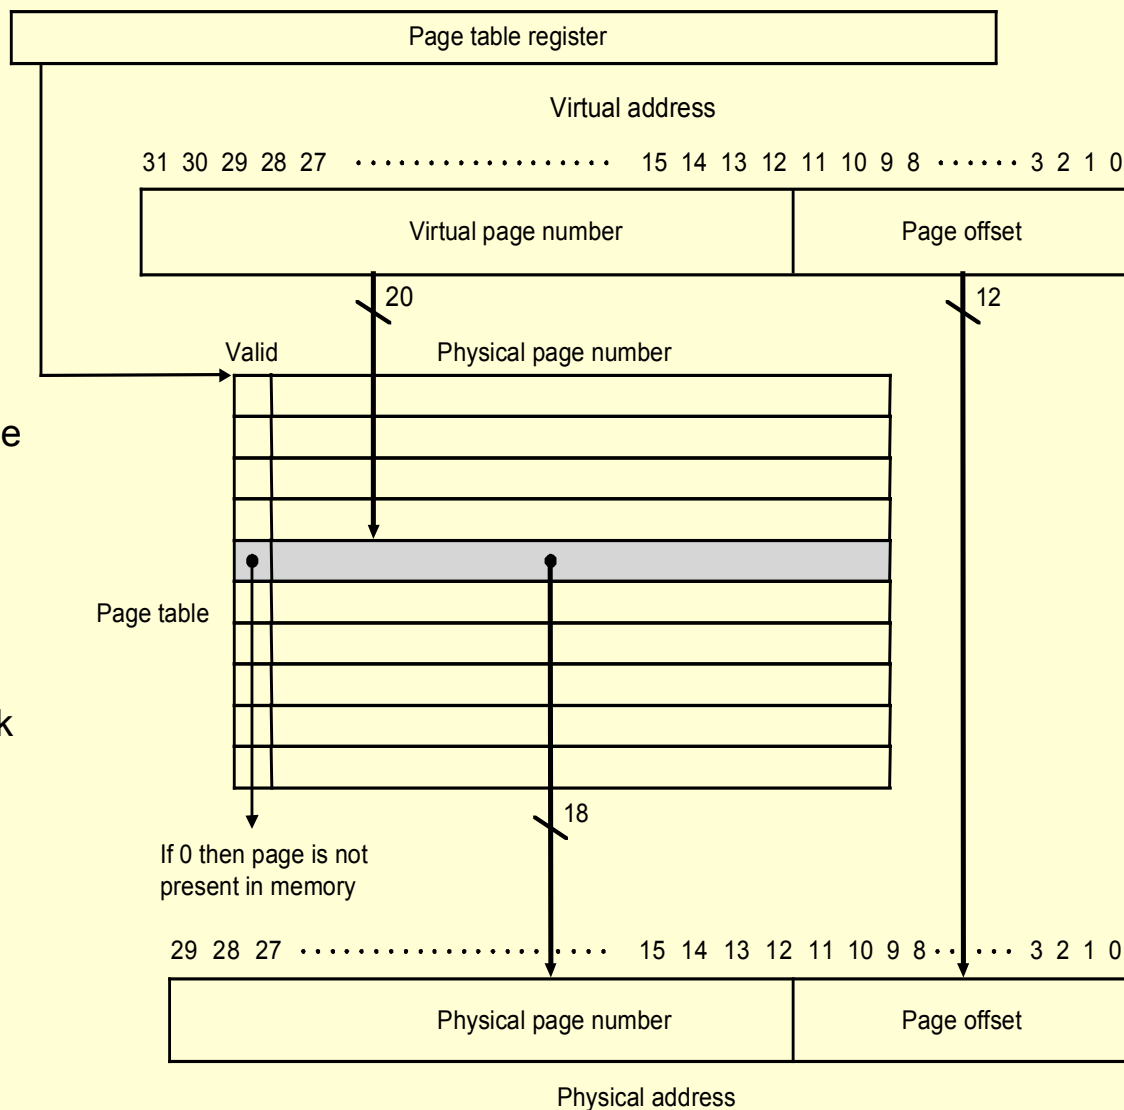 Page table register
Virtual address
31 30 29 28 27 ·················· 15 14 13 12 11 10 9 8 ······ 3 2 1 0
Virtual page number Page offset
20 12
Valid Physical page number
e
Page table
k
18
If 0 then page is not
present in memory
29 28 27 ····················· 15 14 13 12 11 10 9 8 ······ 3 2 1 0
Physical page number Page offset
Physical address